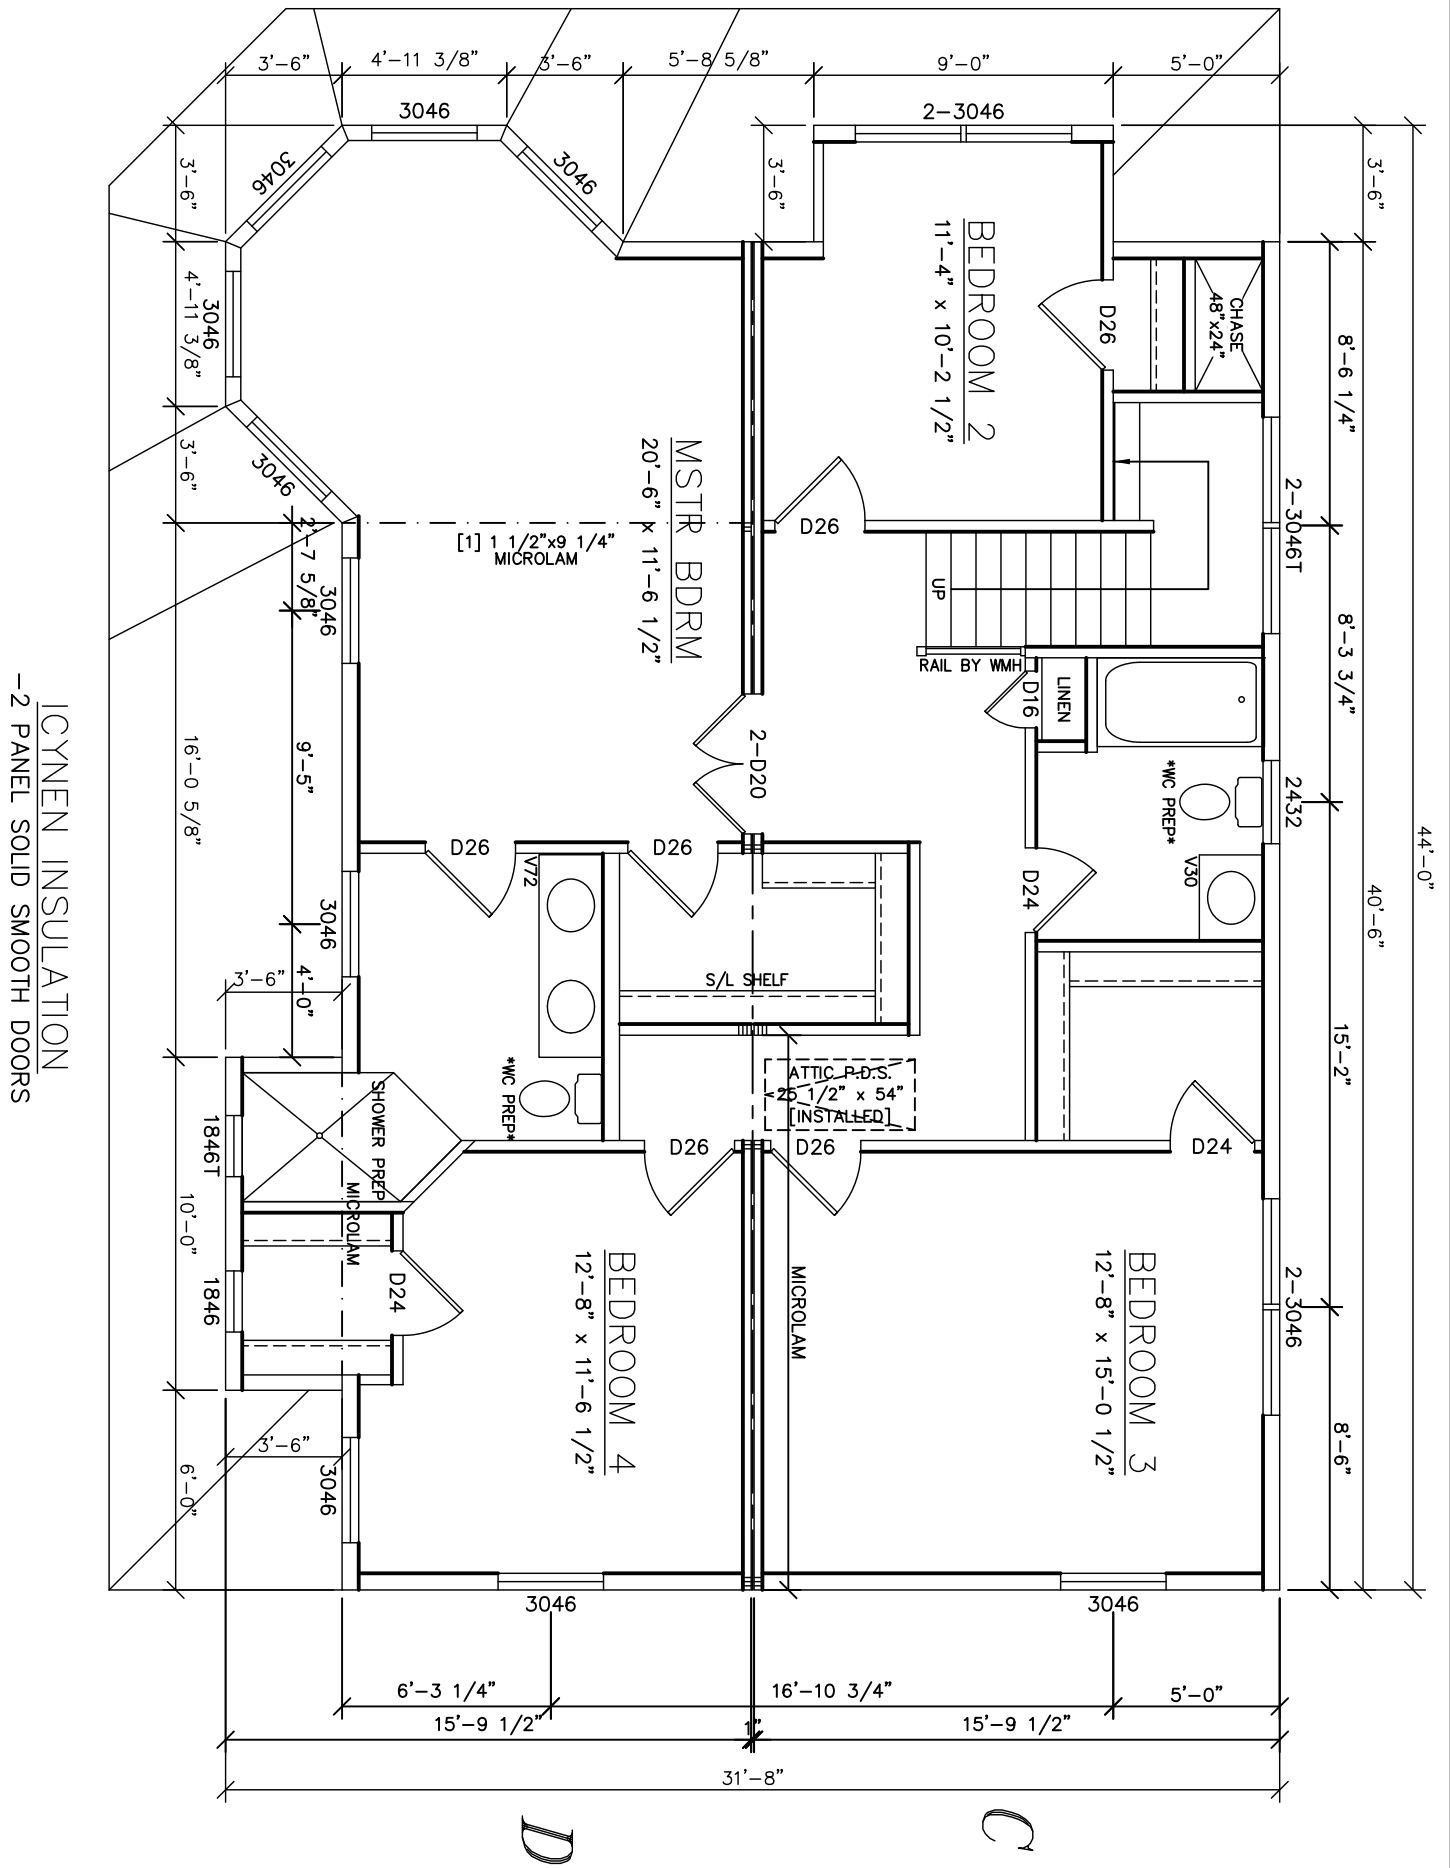 3'-6"
4'-11 3/8"
3'-6"
5'-8 5/8"
9'-0"
5'-0"
3046
2-3046
3'-6"
3046
3046
3'-6"
3'-6"
BEDROOM 2
11'-4" x 10'-2 1/2"
D26
CHASE
48"x24"
8'-6 1/4"
3046
4'-11 3/8"
3'-6"
3046
MSTR BDRM
20'-6" x 11'-6 1/2"
2-3046T
D26
[1] 1 1/2"x9 1/4"
MICROLAM
2'-7 5/8"
3046
UP
RAIL BY WMH
D16
LINEN
8'-3 3/4"
44'-0"
40'-6"
16'-0 5/8"
9'-5"
2-D20
*WC PREP*
2432
D26
D26
V72
D24
V30
3046
4'-0"
3'-6"
S/L SHELF
15'-2"
ATTIC P.D.S.
25 1/2" x 54"
[INSTALLED]
*WC PREP*
SHOWER PREP
1846T
MICROLAM
D26
D26
D24
10'-0"
1846
D24
BEDROOM 4
12'-8" x 11'-6 1/2"
MICROLAM
BEDROOM 3
12'-8" x 15'-0 1/2"
2-3046
8'-6"
3'-6"
3046
6'-0"
3046
3046
6'-3 1/4"
16'-10 3/4"
5'-0"
15'-9 1/2"
1"
15'-9 1/2"
31'-8"
D
C
ICYNEN INSULATION
-2 PANEL SOLID SMOOTH DOORS